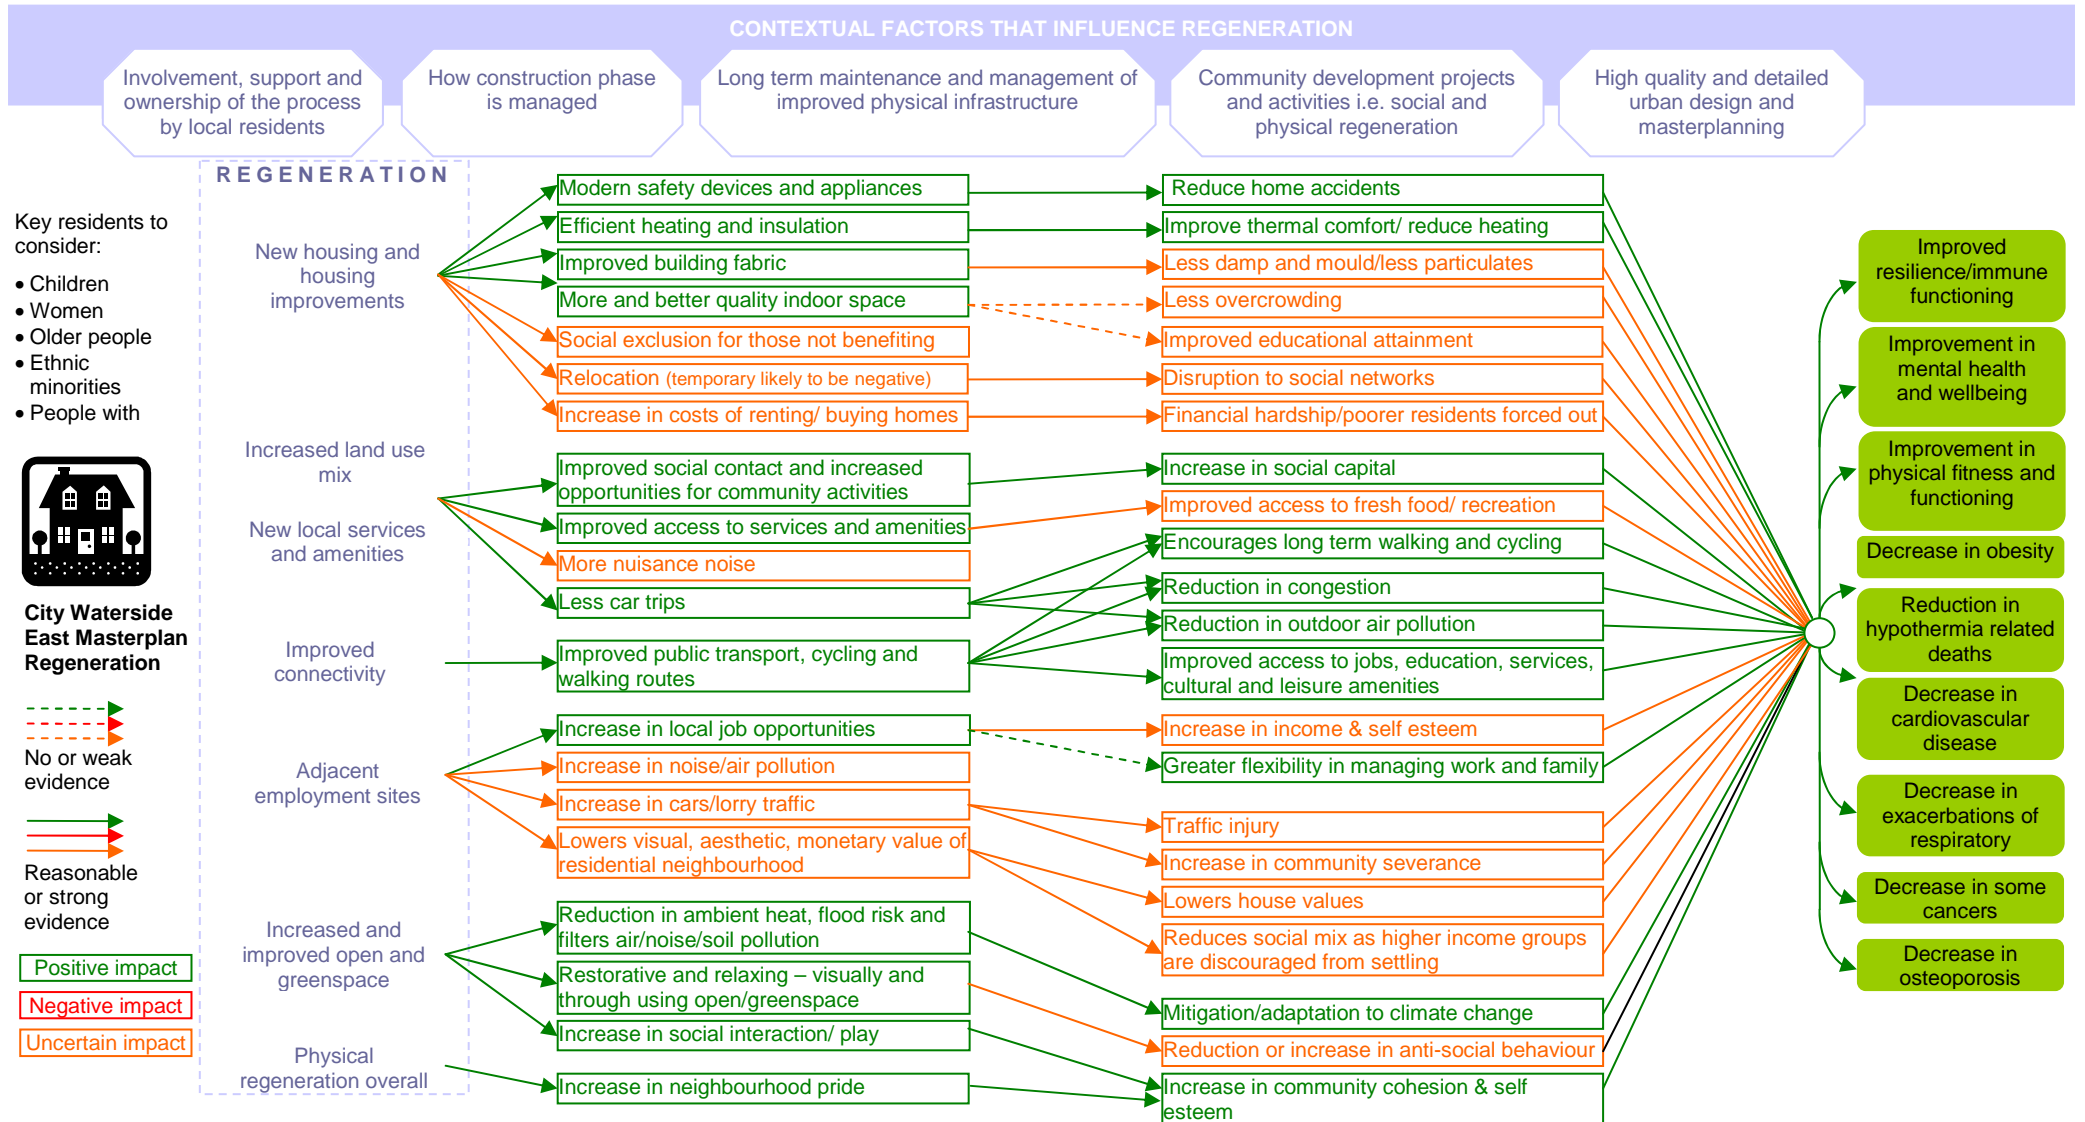 CONTEXTUAL FACTORS THAT INFLUENCE REGENERATION
Involvement, support and
ownership of the process
by local residents
How construction phase
is managed
Long term maintenance and management of
improved physical infrastructure
Community development projects
and activities i.e. social and
physical regeneration
High quality and detailed
urban design and
masterplanning
Key residents to
consider:
• Children
• Women
• Older people
• Ethnic
minorities
• People with
City Waterside
East Masterplan
Regeneration
No or weak
evidence
Reasonable
or strong
evidence
Positive impact
Negative impact
Uncertain impact
REGENERATION
New housing and
housing
improvements
Increased land use
mix
New local services
and amenities
Improved
connectivity
Adjacent
employment sites
Increased and
improved open and
greenspace
Physical
regeneration overall
Modern safety devices and appliances
Efficient heating and insulation
Improved building fabric
More and better quality indoor space
Social exclusion for those not benefiting
Relocation (temporary likely to be negative)
Increase in costs of renting/ buying homes
Improved social contact and increased
opportunities for community activities
Improved access to services and amenities
More nuisance noise
Less car trips
Improved public transport, cycling and
walking routes
Increase in local job opportunities
Increase in noise/air pollution
Increase in cars/lorry traffic
Lowers visual, aesthetic, monetary value of
residential neighbourhood
Reduction in ambient heat, flood risk and
filters air/noise/soil pollution
Restorative and relaxing – visually and
through using open/greenspace
Increase in social interaction/ play
Increase in neighbourhood pride
Reduce home accidents
Improve thermal comfort/ reduce heating
Less damp and mould/less particulates
Less overcrowding
Improved educational attainment
Disruption to social networks
Financial hardship/poorer residents forced out
Increase in social capital
Improved access to fresh food/ recreation
Encourages long term walking and cycling
Reduction in congestion
Reduction in outdoor air pollution
Improved access to jobs, education, services,
cultural and leisure amenities
Increase in income & self esteem
Greater flexibility in managing work and family
Traffic injury
Increase in community severance
Lowers house values
Reduces social mix as higher income groups
are discouraged from settling
Mitigation/adaptation to climate change
Reduction or increase in anti-social behaviour
Increase in community cohesion & self
esteem
Improved
resilience/immune
functioning
Improvement in
mental health
and wellbeing
Improvement in
physical fitness and
functioning
Decrease in obesity
Reduction in
hypothermia related
deaths
Decrease in
cardiovascular
disease
Decrease in
exacerbations of
respiratory
Decrease in some
cancers
Decrease in
osteoporosis